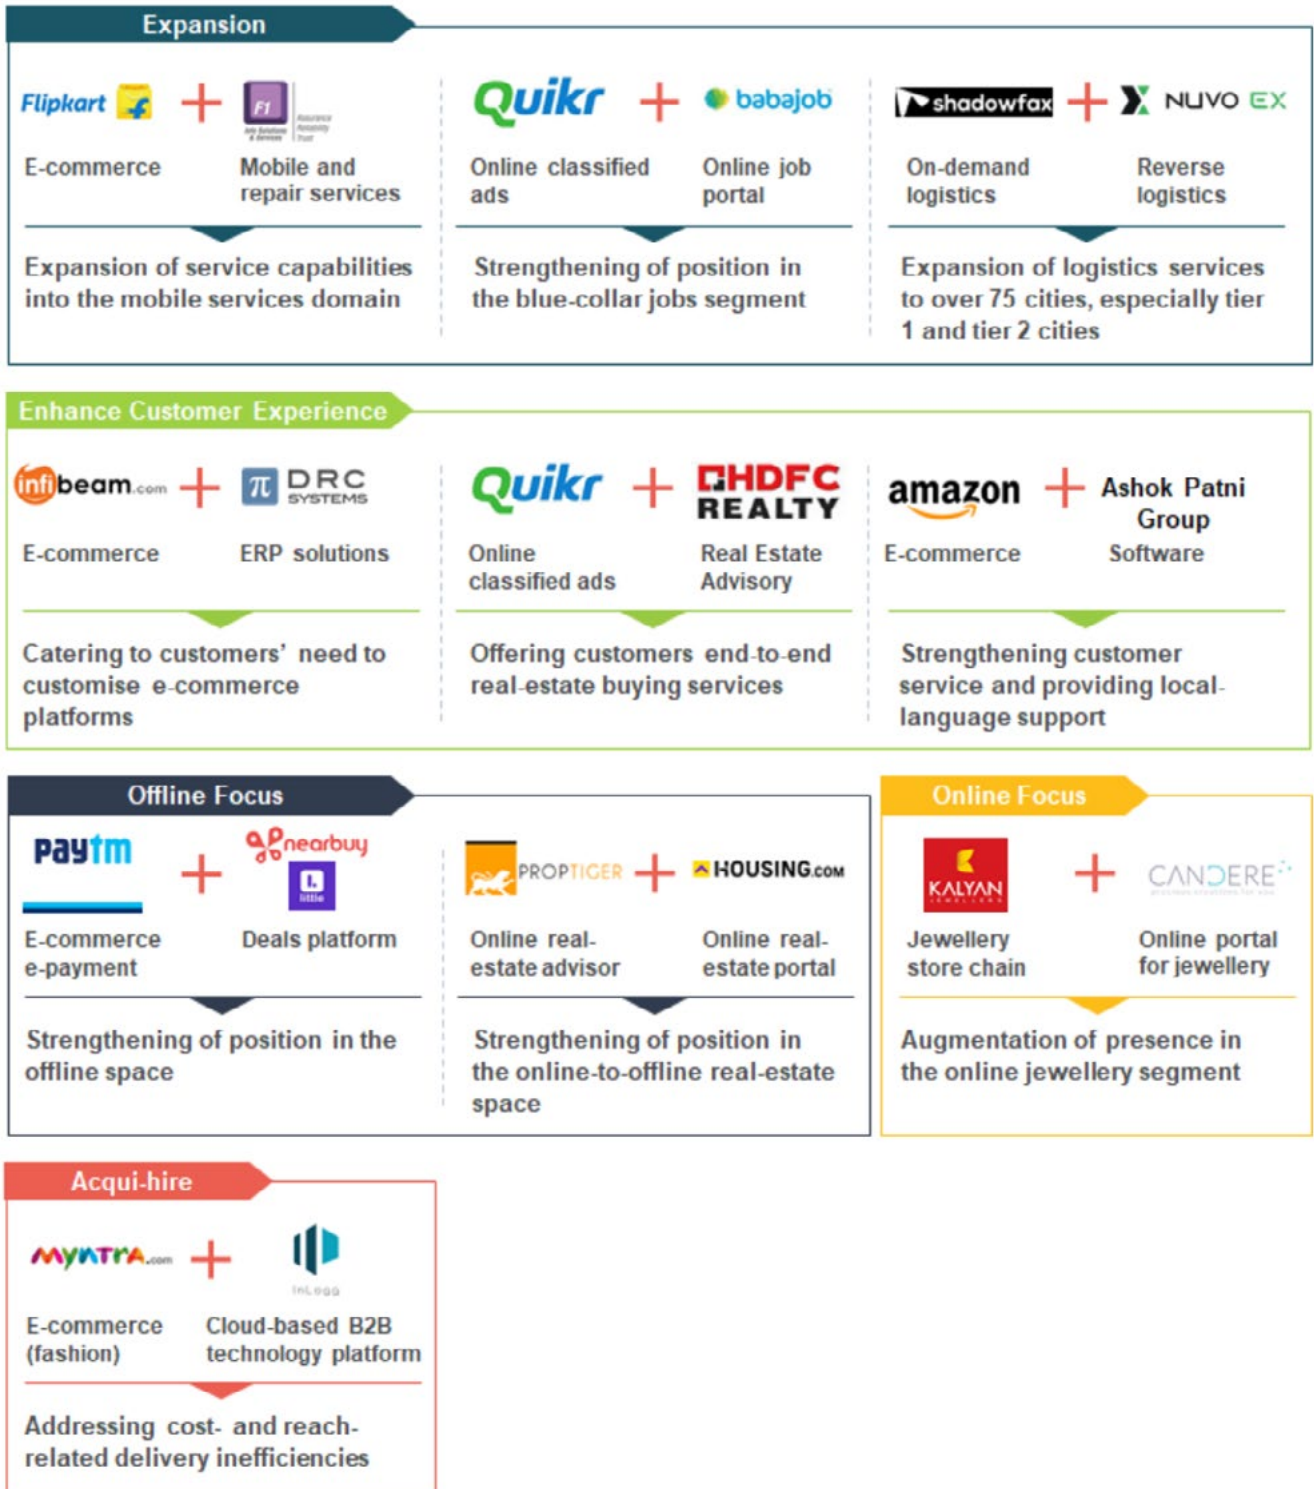 Expansion
Flipkart
F1
Info Solutions
& Services
Assurance
Reliability
Trust
E-commerce
Mobile and
repair services
Expansion of service capabilities
into the mobile services domain
Quikr
babajob
Online classified
ads
Online job
portal
Strengthening of position in
the blue-collar jobs segment
shadowfax
NUVO EX
On-demand
logistics
Reverse
logistics
Expansion of logistics services
to over 75 cities, especially tier
1 and tier 2 cities
Enhance Customer Experience
infibeam.com
π DRC
SYSTEMS
E-commerce
ERP solutions
Catering to customers’ need to
customise e-commerce
platforms
Quikr
HDFC
REALTY
Online
classified ads
Real Estate
Advisory
Offering customers end-to-end
real-estate buying services
amazon
Ashok Patni
Group
E-commerce
Software
Strengthening customer
service and providing local-
language support
Offline Focus
paytm
nearbuy
l.
little
E-commerce
e-payment
Deals platform
Strengthening of position in the
offline space
PROPTIGER
HOUSING.COM
Online real-
estate advisor
Online real-
estate portal
Strengthening of position in
the online-to-offline real-estate
space
Online Focus
KALYAN
JEWELLERS
CANDERE
Jewellery
store chain
Online portal
for jewellery
Augmentation of presence in
the online jewellery segment
Acqui-hire
Myntra.com
InLogg
E-commerce
(fashion)
Cloud-based B2B
technology platform
Addressing cost- and reach-
related delivery inefficiencies